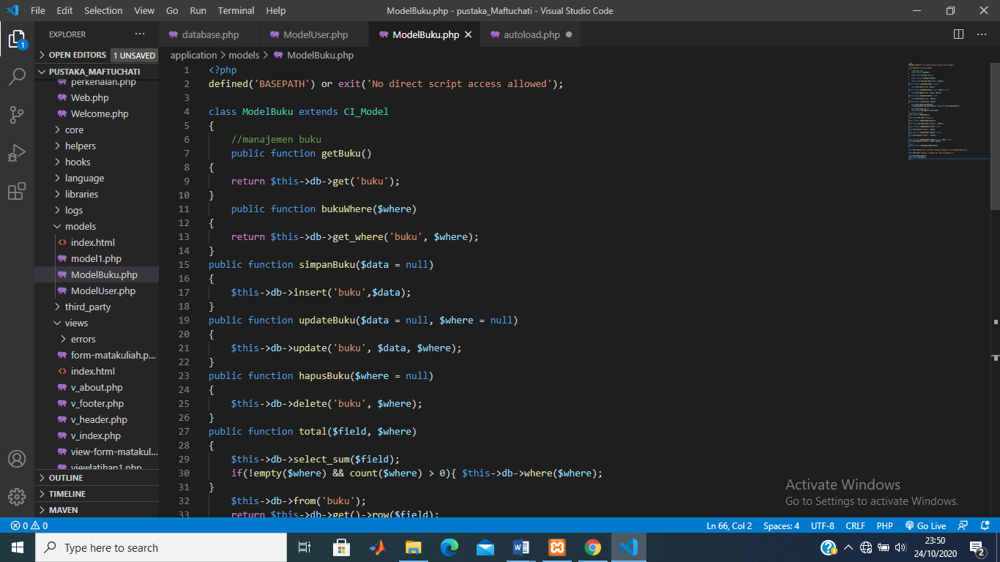 File Edit Selection View Go Run Terminal Help
ModelBuku.php - pustaka_Maftuchati - Visual Studio Code
EXPLORER
OPEN EDITORS 1 UNSAVED
PUSTAKA_MAFTUCHATI
perkenalan.php
Web.php
Welcome.php
core
helpers
hooks
language
libraries
logs
models
index.html
model1.php
ModelBuku.php
ModelUser.php
third_party
views
errors
form-matakuliah.p...
index.html
v_about.php
v_footer.php
v_header.php
v_index.php
view-form-matakul...
viewlatihan1.php
OUTLINE
TIMELINE
MAVEN
1
database.php ModelUser.php ModelBuku.php autoload.php
application > models > ModelBuku.php
1 <?php
2 defined('BASEPATH') or exit('No direct script access allowed');
3
4 class ModelBuku extends CI_Model
5 {
6 //manajemen buku
7 public function getBuku()
8 {
9 return $this->db->get('buku');
10 }
11 public function bukuWhere($where)
12 {
13 return $this->db->get_where('buku', $where);
14 }
15 public function simpanBuku($data = null)
16 {
17 $this->db->insert('buku',$data);
18 }
19 public function updateBuku($data = null, $where = null)
20 {
21 $this->db->update('buku', $data, $where);
22 }
23 public function hapusBuku($where = null)
24 {
25 $this->db->delete('buku', $where);
26 }
27 public function total($field, $where)
28 {
29 $this->db->select_sum($field);
30 if(!empty($where) && count($where) > 0){ $this->db->where($where);
31 }
32 $this->db->from('buku');
33 return $this->db->get()->row($field);
Activate Windows
Go to Settings to activate Windows.
0 0
Ln 66, Col 2 Spaces: 4 UTF-8 CRLF PHP Go Live
Type here to search
23:50
24/10/2020
2